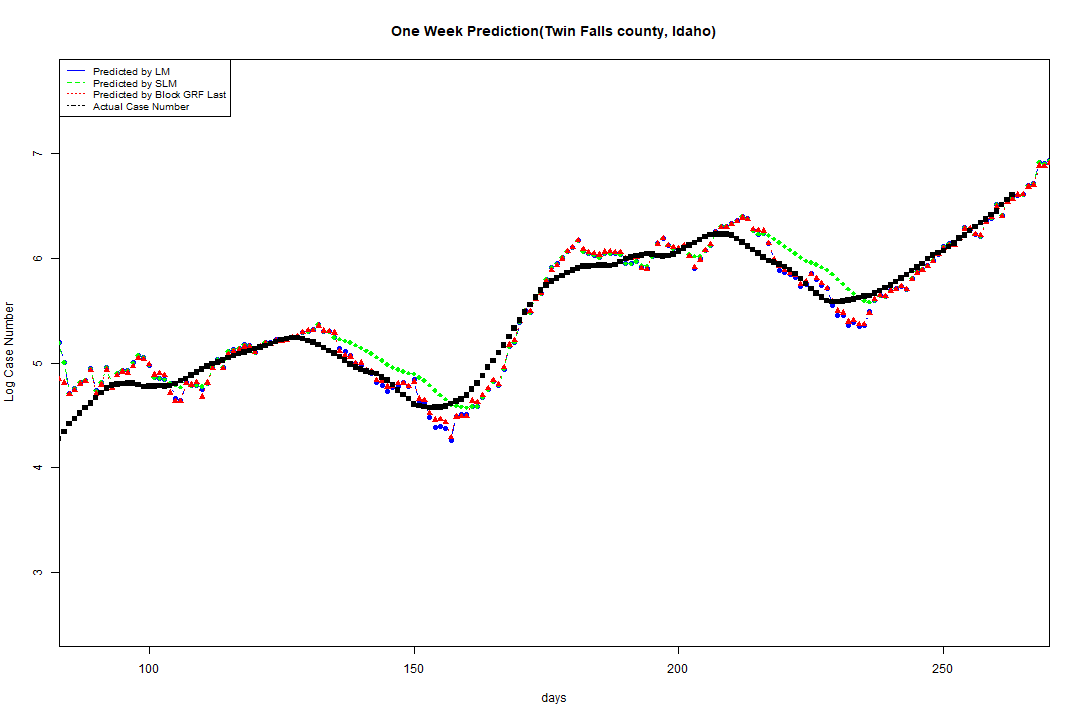 One Week Prediction(Twin Falls county, Idaho)
Predicted by LM
Predicted by SLM
Predicted by Block GRF Last
Actual Case Number
7
6
5
4
3
Log Case Number
100 150 200 250
days